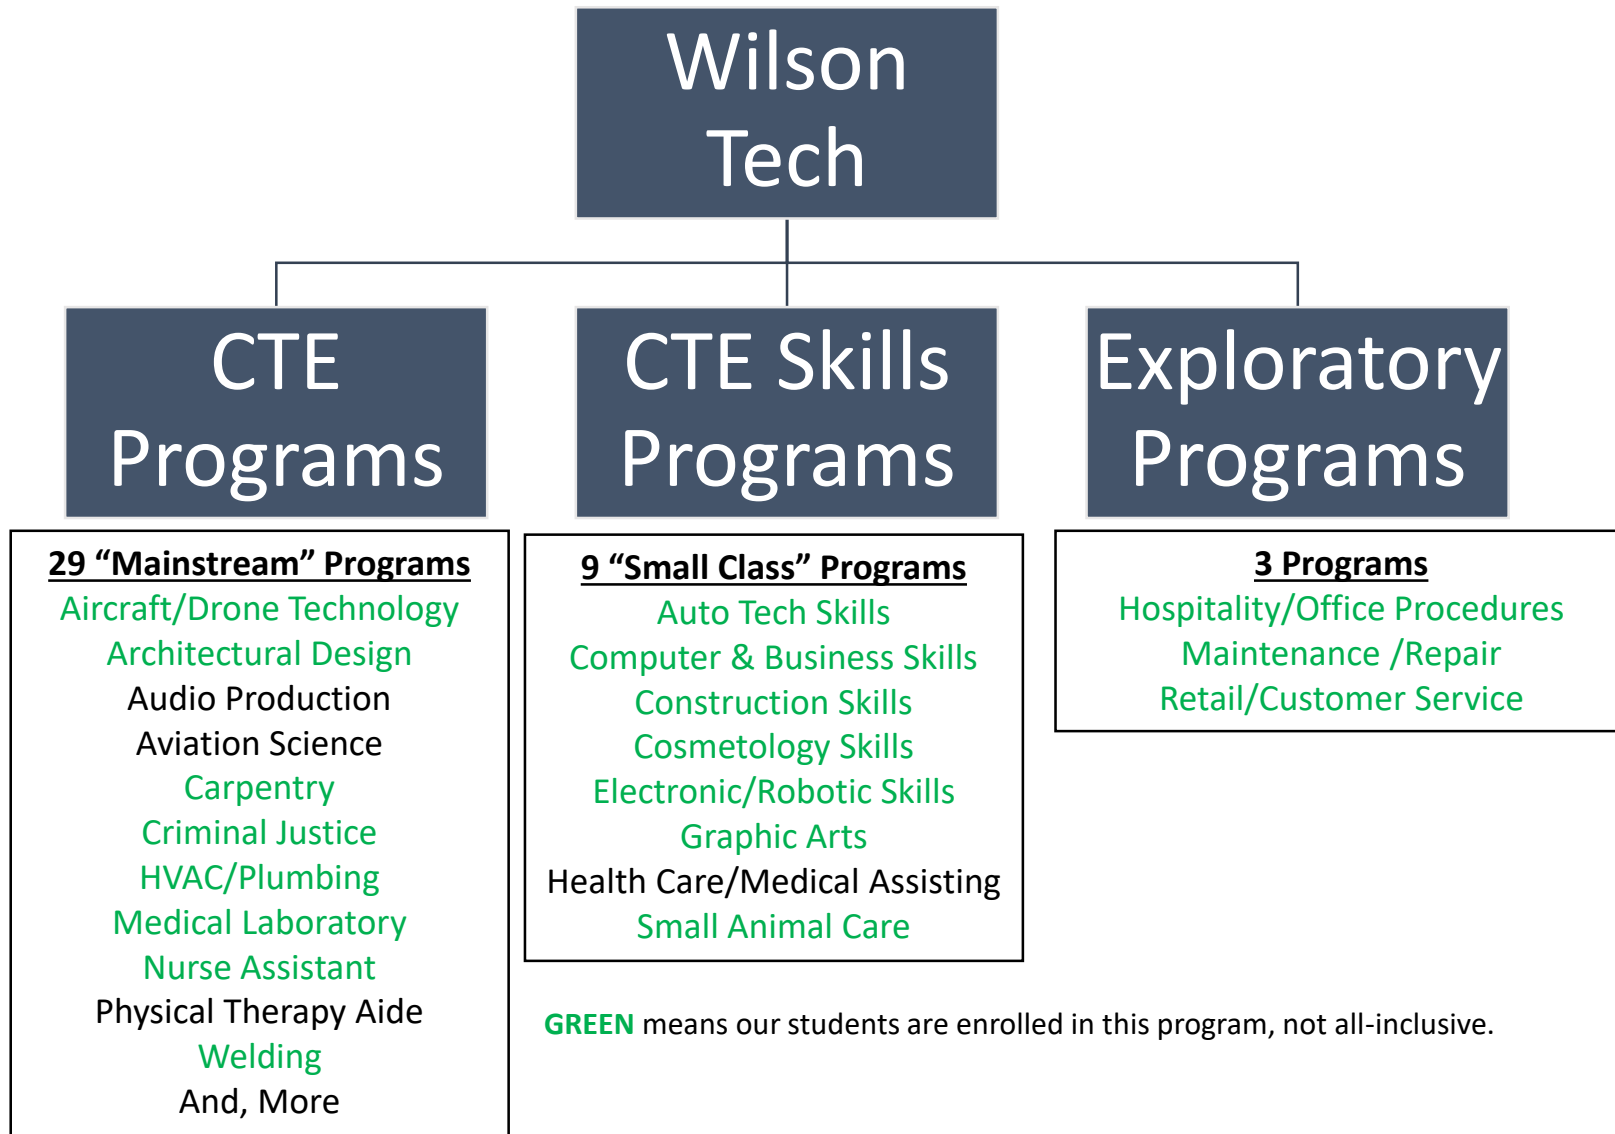 Wilson
Tech
CTE
Programs
CTE Skills
Programs
Exploratory
Programs
29 “Mainstream” Programs
Aircraft/Drone Technology
Architectural Design
Audio Production
Aviation Science
Carpentry
Criminal Justice
HVAC/Plumbing
Medical Laboratory
Nurse Assistant
Physical Therapy Aide
Welding
And, More
9 “Small Class” Programs
Auto Tech Skills
Computer & Business Skills
Construction Skills
Cosmetology Skills
Electronic/Robotic Skills
Graphic Arts
Health Care/Medical Assisting
Small Animal Care
3 Programs
Hospitality/Office Procedures
Maintenance /Repair
Retail/Customer Service
GREEN means our students are enrolled in this program, not all-inclusive.